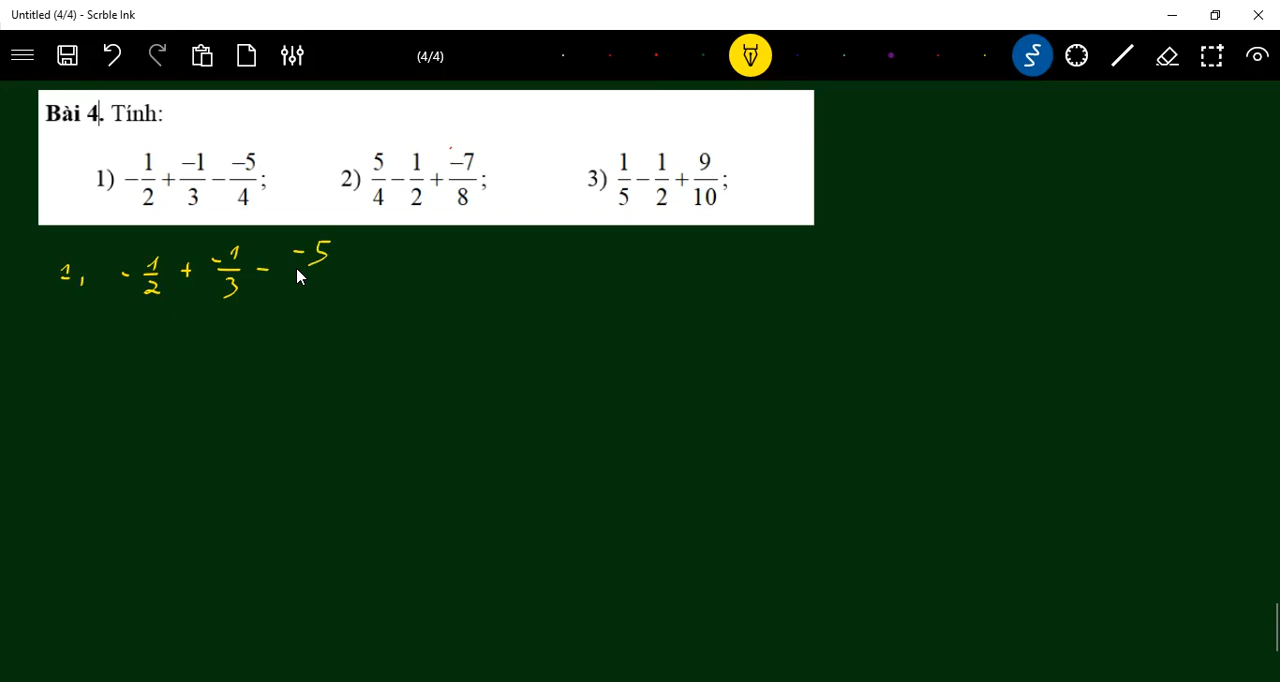 Untitled (4/4) - Scrble Ink
(4/4)
Bài 4. Tính:
1) −1/2 + −1/3 − −5/4; 2) 5/4 − 1/2 + −7/8; 3) 1/5 − 1/2 + 9/10;
1, - 1/2 + -1/3 - -5